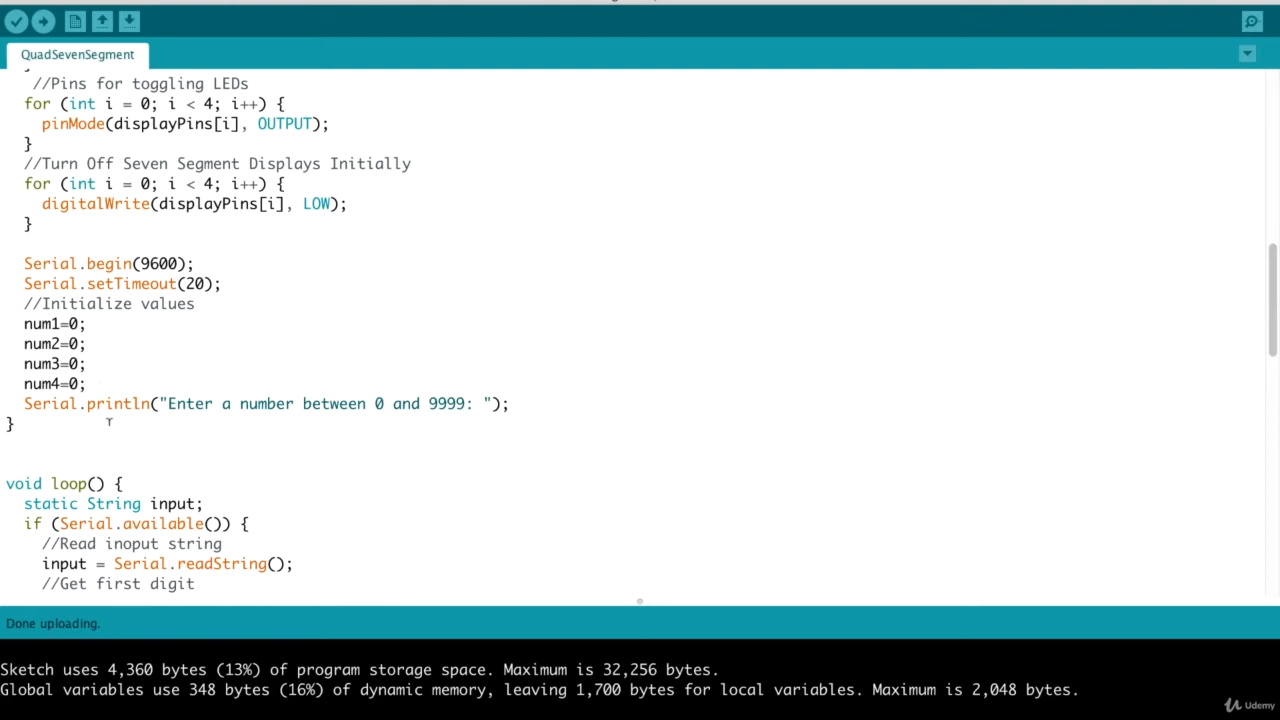 QuadSevenSegment
//Pins for toggling LEDs
for (int i = 0; i < 4; i++) {
pinMode(displayPins[i], OUTPUT);
}
//Turn Off Seven Segment Displays Initially
for (int i = 0; i < 4; i++) {
digitalWrite(displayPins[i], LOW);
}
Serial.begin(9600);
Serial.setTimeout(20);
//Initialize values
num1=0;
num2=0;
num3=0;
num4=0;
Serial.println("Enter a number between 0 and 9999: ");
}
void loop() {
static String input;
if (Serial.available()) {
//Read inoput string
input = Serial.readString();
//Get first digit
Done uploading.
Sketch uses 4,360 bytes (13%) of program storage space. Maximum is 32,256 bytes.
Global variables use 348 bytes (16%) of dynamic memory, leaving 1,700 bytes for local variables. Maximum is 2,048 bytes.
Udemy